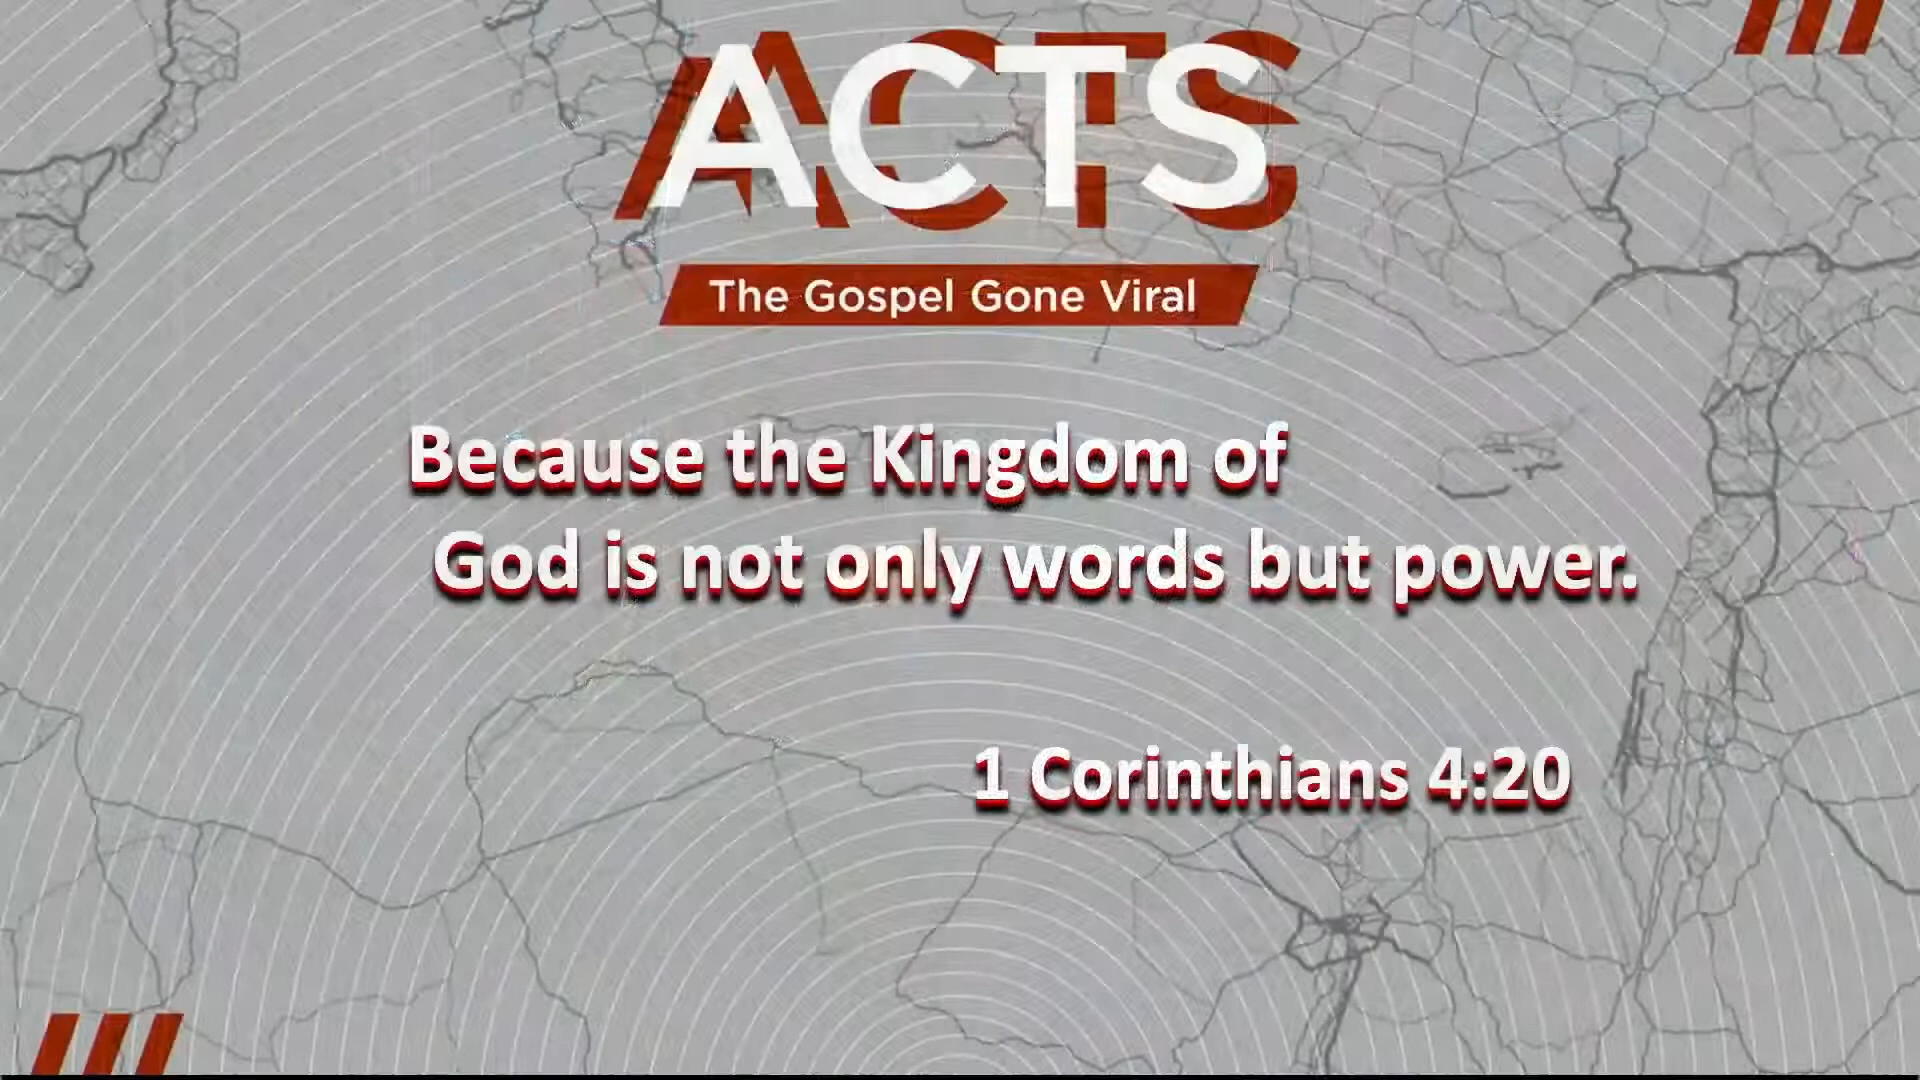 ACTS
The Gospel Gone Viral
Because the Kingdom of
God is not only words but power.
1 Corinthians 4:20